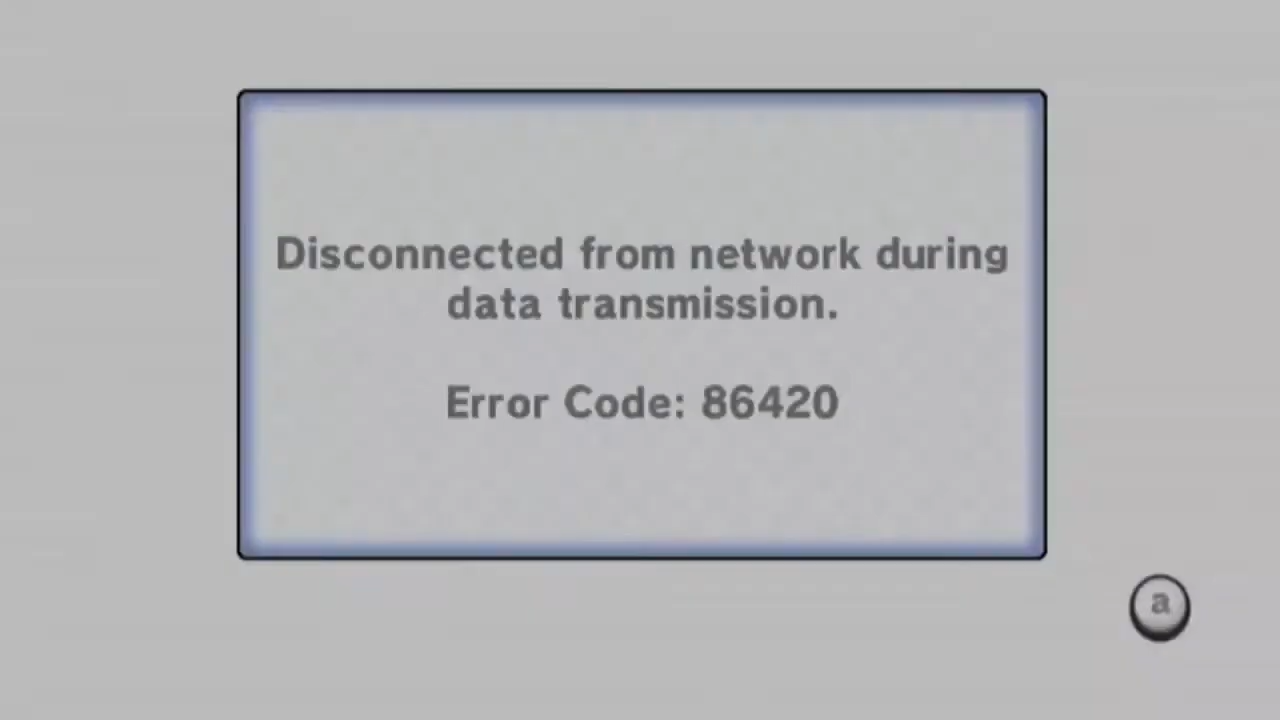 Disconnected from network during
data transmission.
Error Code: 86420
a